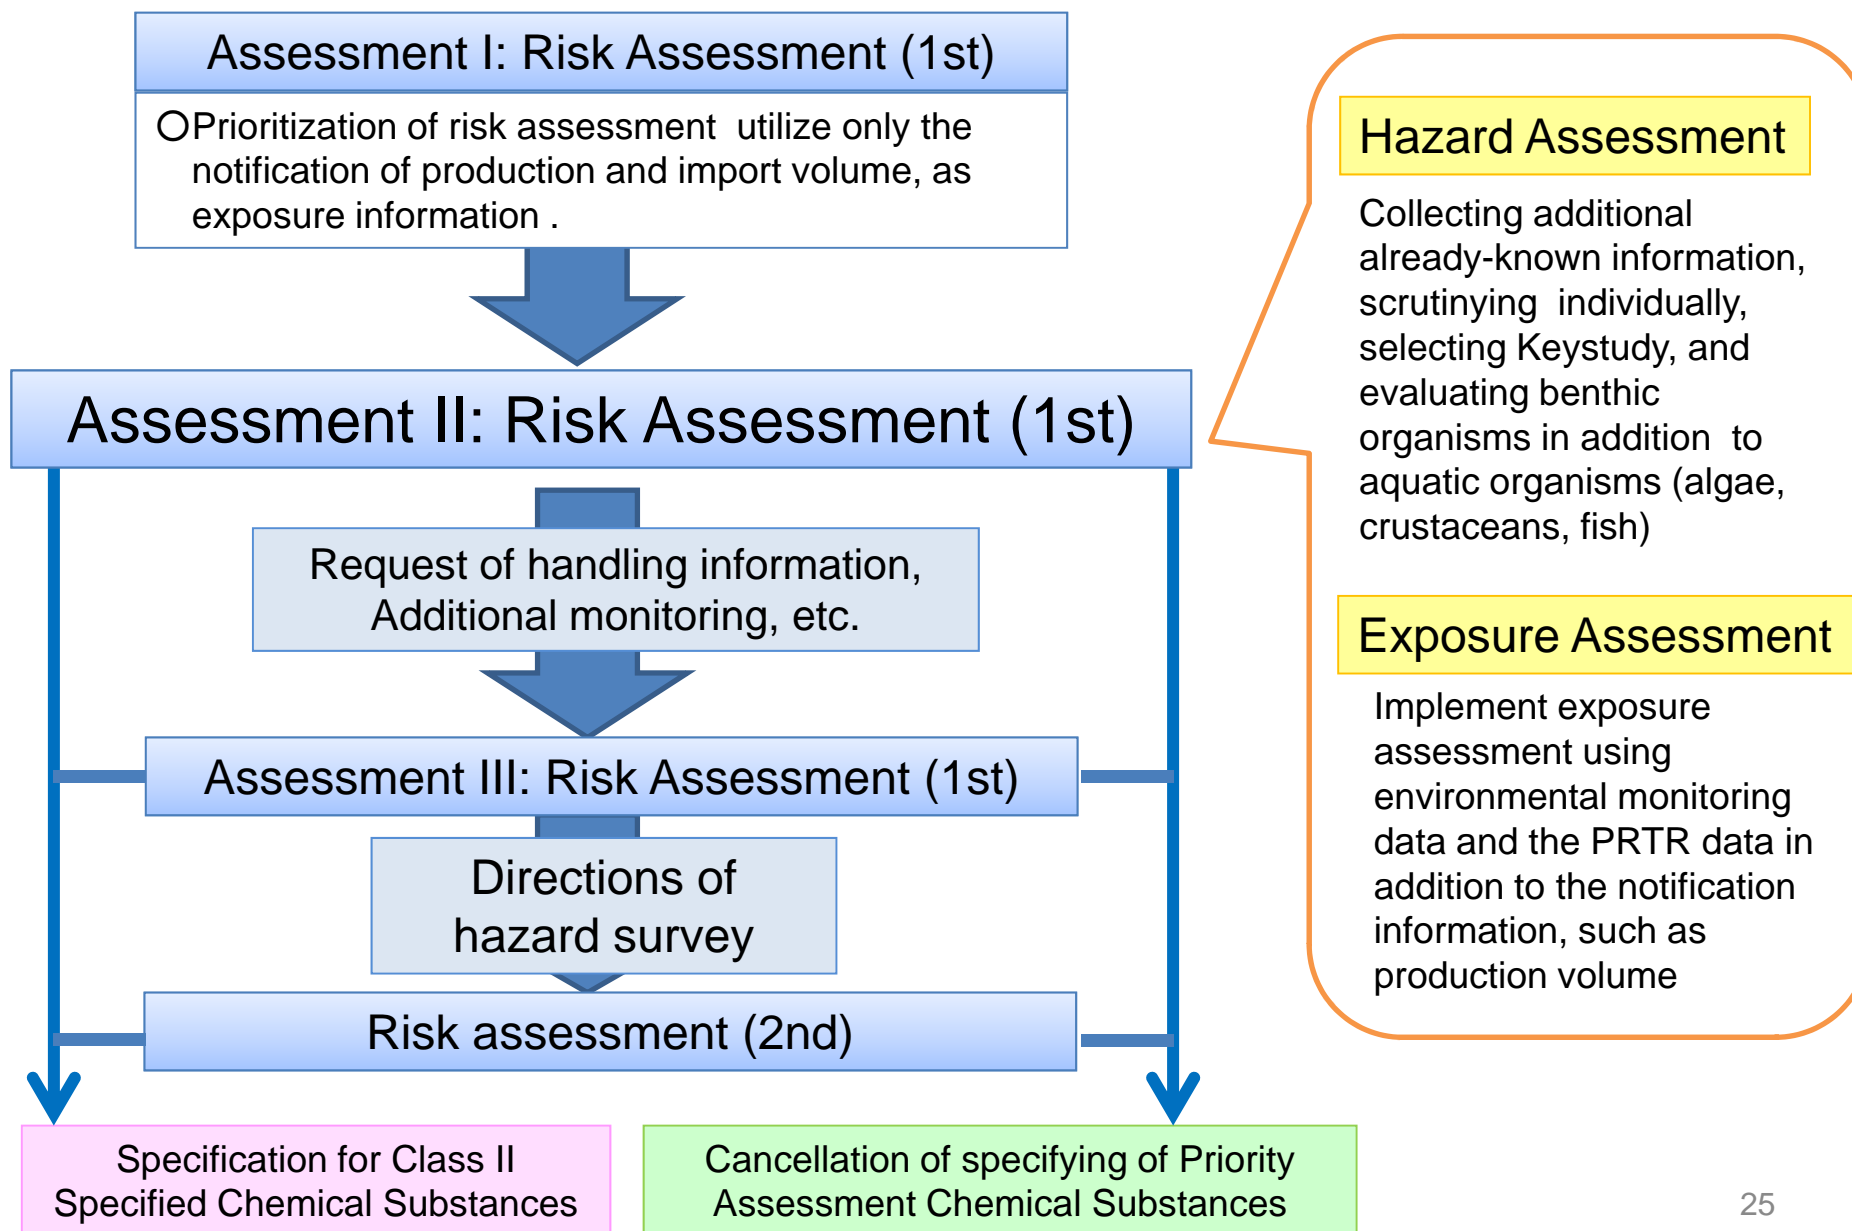 Assessment I: Risk Assessment (1st)
○Prioritization of risk assessment utilize only the
notification of production and import volume, as
exposure information .
Assessment II: Risk Assessment (1st)
Request of handling information,
Additional monitoring, etc.
Assessment III: Risk Assessment (1st)
Directions of
hazard survey
Risk assessment (2nd)
Specification for Class II
Specified Chemical Substances
Cancellation of specifying of Priority
Assessment Chemical Substances
Hazard Assessment
Collecting additional
already-known information,
scrutinying individually,
selecting Keystudy, and
evaluating benthic
organisms in addition to
aquatic organisms (algae,
crustaceans, fish)
Exposure Assessment
Implement exposure
assessment using
environmental monitoring
data and the PRTR data in
addition to the notification
information, such as
production volume
25